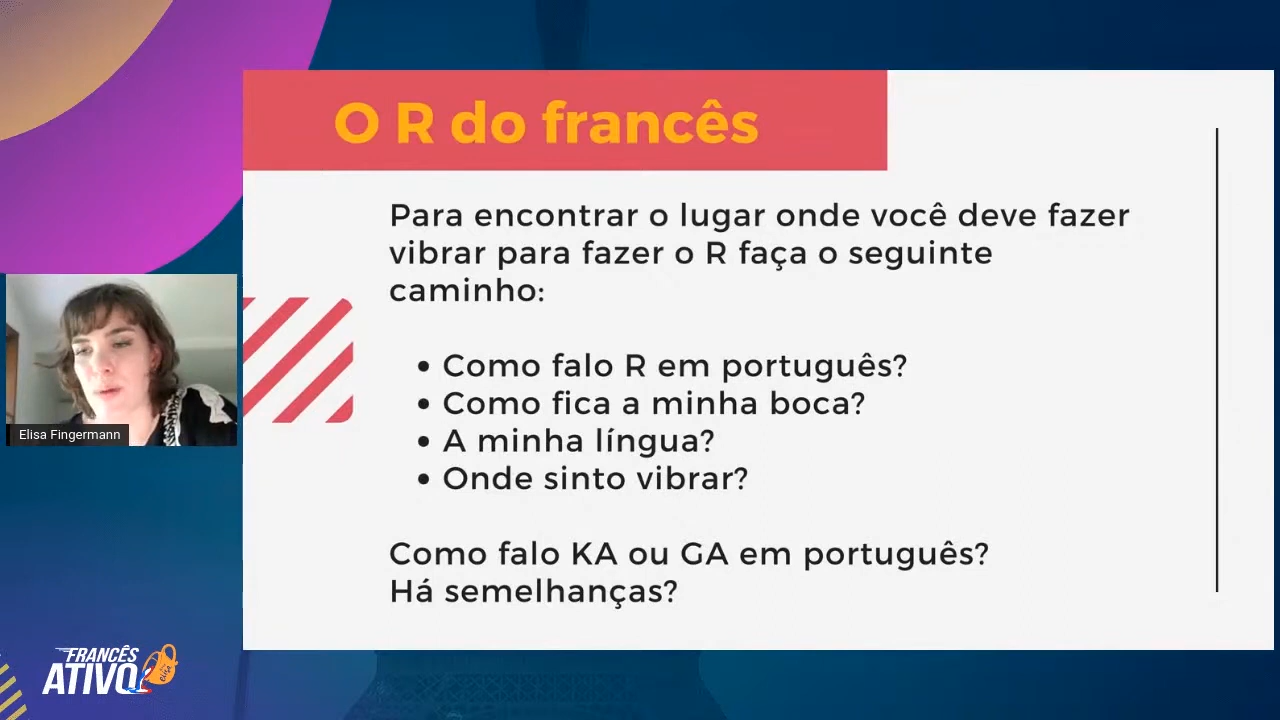 O R do francês
Para encontrar o lugar onde você deve fazer
vibrar para fazer o R faça o seguinte
caminho:
• Como falo R em português?
• Como fica a minha boca?
• A minha língua?
• Onde sinto vibrar?
Como falo KA ou GA em português?
Há semelhanças?
Elisa Fingermann
FRANCÊS
ATIVO